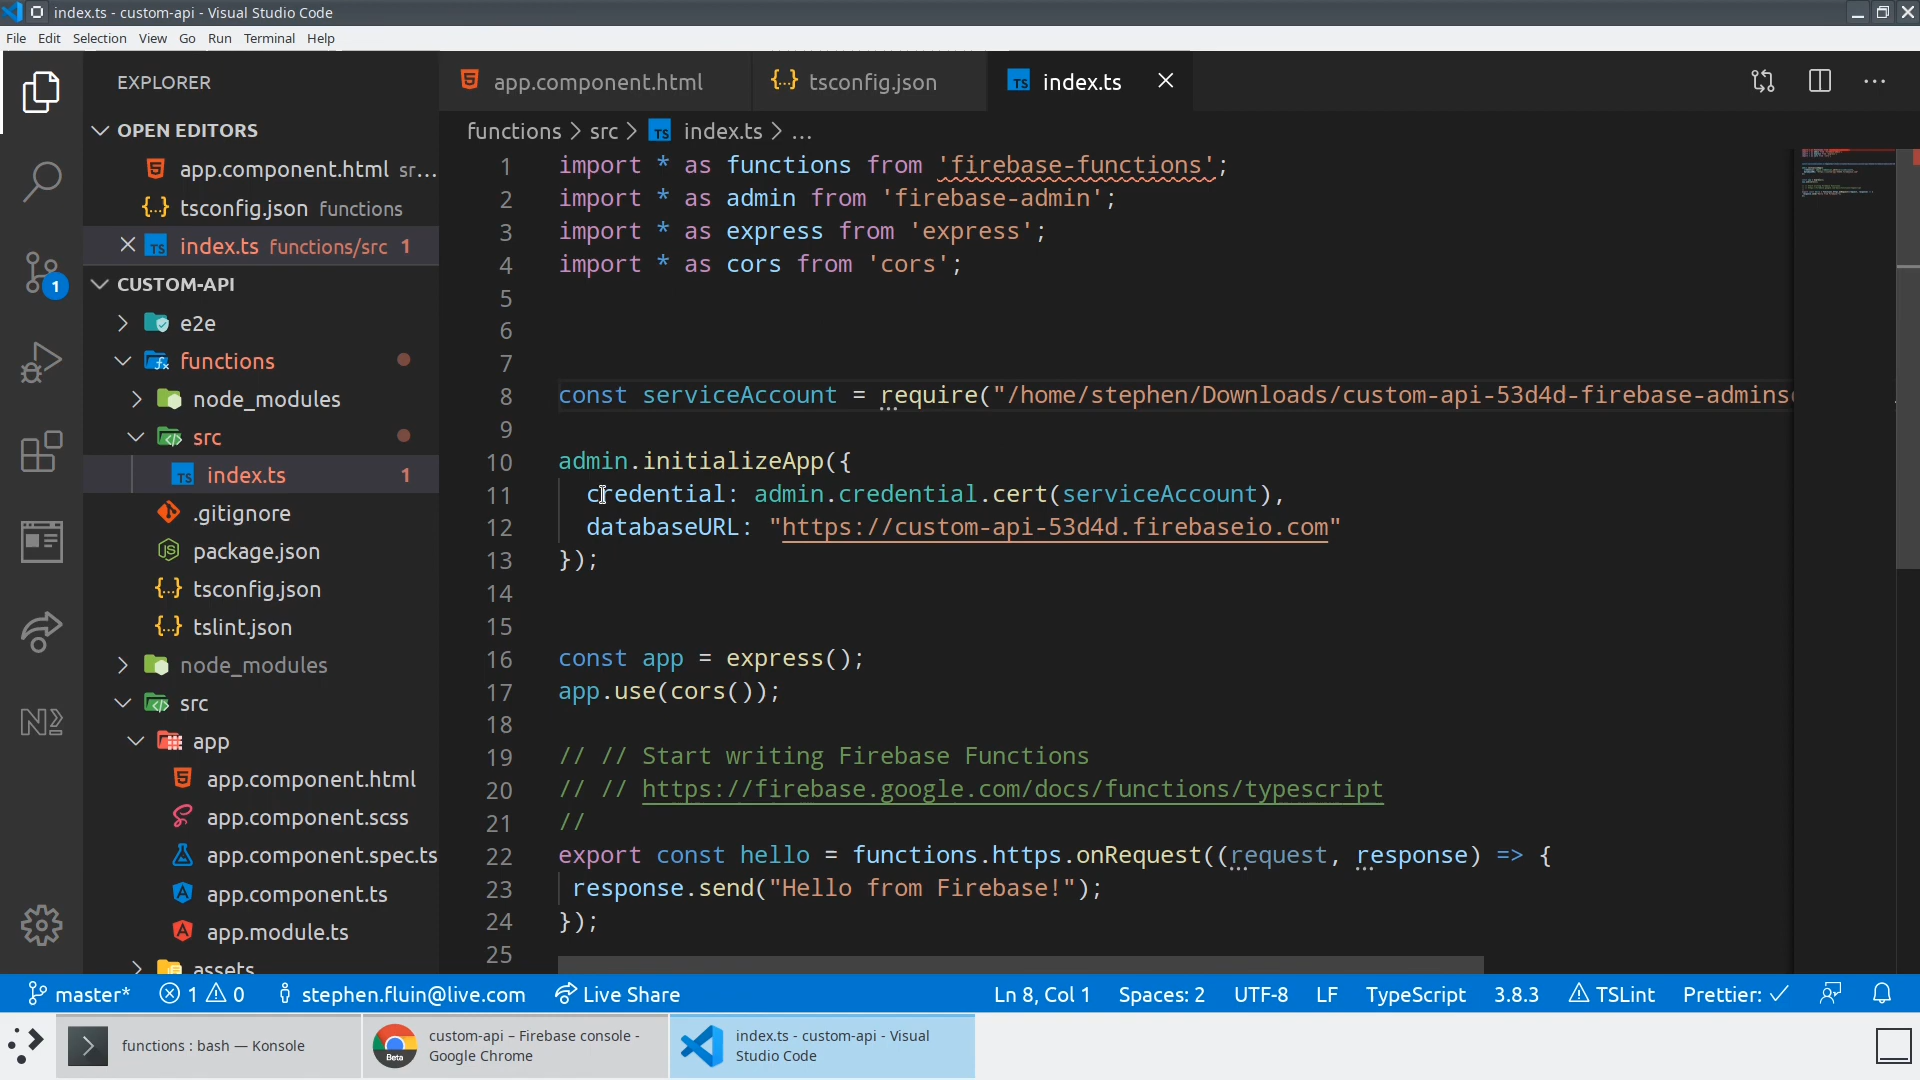 index.ts - custom-api - Visual Studio Code
File Edit Selection View Go Run Terminal Help
EXPLORER
OPEN EDITORS
app.component.html sr...
tsconfig.json functions
index.ts functions/src 1
CUSTOM-API
e2e
functions
node_modules
src
index.ts 1
.gitignore
package.json
tsconfig.json
tslint.json
node_modules
src
app
app.component.html
app.component.scss
app.component.spec.ts
app.component.ts
app.module.ts
assets
1
app.component.html
tsconfig.json
TS index.ts
functions > src > TS index.ts > ...
1 import * as functions from 'firebase-functions';
2 import * as admin from 'firebase-admin';
3 import * as express from 'express';
4 import * as cors from 'cors';
5
6
7
8 const serviceAccount = require("/home/stephen/Downloads/custom-api-53d4d-firebase-admins
9
10 admin.initializeApp({
11 credential: admin.credential.cert(serviceAccount),
12 databaseURL: "https://custom-api-53d4d.firebaseio.com"
13 });
14
15
16 const app = express();
17 app.use(cors());
18
19 // // Start writing Firebase Functions
20 // // https://firebase.google.com/docs/functions/typescript
21 //
22 export const hello = functions.https.onRequest((request, response) => {
23 response.send("Hello from Firebase!");
24 });
25
master* 1 0 stephen.fluin@live.com Live Share Ln 8, Col 1 Spaces: 2 UTF-8 LF TypeScript 3.8.3 TSLint Prettier: ✓
functions : bash — Konsole
Beta
custom-api – Firebase console -
Google Chrome
index.ts - custom-api - Visual
Studio Code